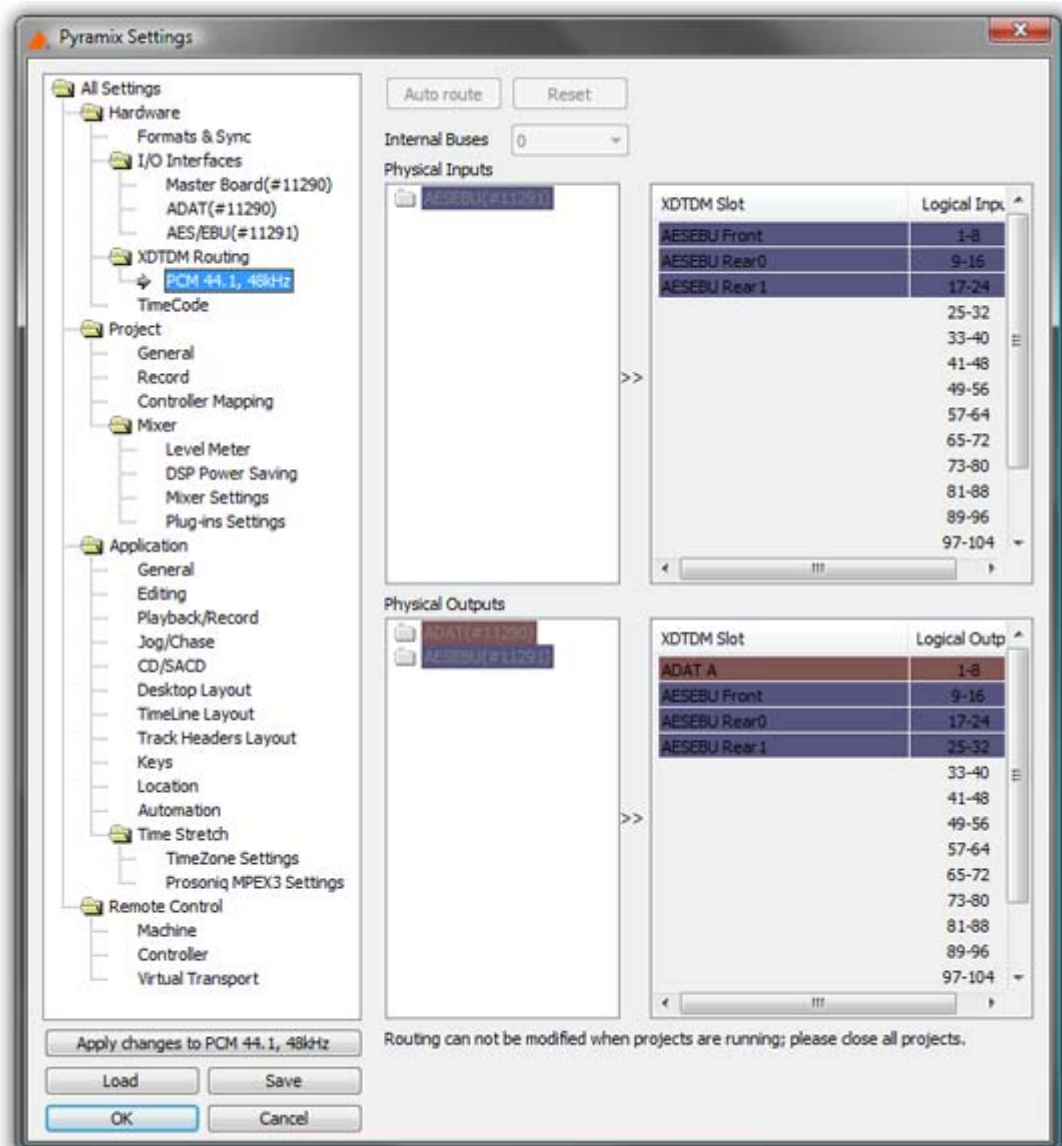 Pyramix Settings
All Settings
Hardware
Formats & Sync
I/O Interfaces
Master Board(#11290)
ADAT(#11290)
AES/EBU(#11291)
XDTDM Routing
PCM 44.1, 48kHz
TimeCode
Project
General
Record
Controller Mapping
Mixer
Level Meter
DSP Power Saving
Mixer Settings
Plug-ins Settings
Application
General
Editing
Playback/Record
Jog/Chase
CD/SACD
Desktop Layout
TimeLine Layout
Track Headers Layout
Keys
Location
Automation
Time Stretch
TimeZone Settings
Prosoniq MPEX3 Settings
Remote Control
Machine
Controller
Virtual Transport
Apply changes to PCM 44.1, 48kHz
Load Save
OK Cancel
Auto route Reset
Internal Buses 0
Physical Inputs
AESEBU(#11291)
>>
XDTDM Slot Logical Inpu
AESEBU Front 1-8
AESEBU Rear0 9-16
AESEBU Rear1 17-24
25-32
33-40
41-48
49-56
57-64
65-72
73-80
81-88
89-96
97-104
Physical Outputs
ADAT(#11290)
AESEBU(#11291)
>>
XDTDM Slot Logical Outp
ADAT A 1-8
AESEBU Front 9-16
AESEBU Rear0 17-24
AESEBU Rear1 25-32
33-40
41-48
49-56
57-64
65-72
73-80
81-88
89-96
97-104
Routing can not be modified when projects are running; please close all projects.